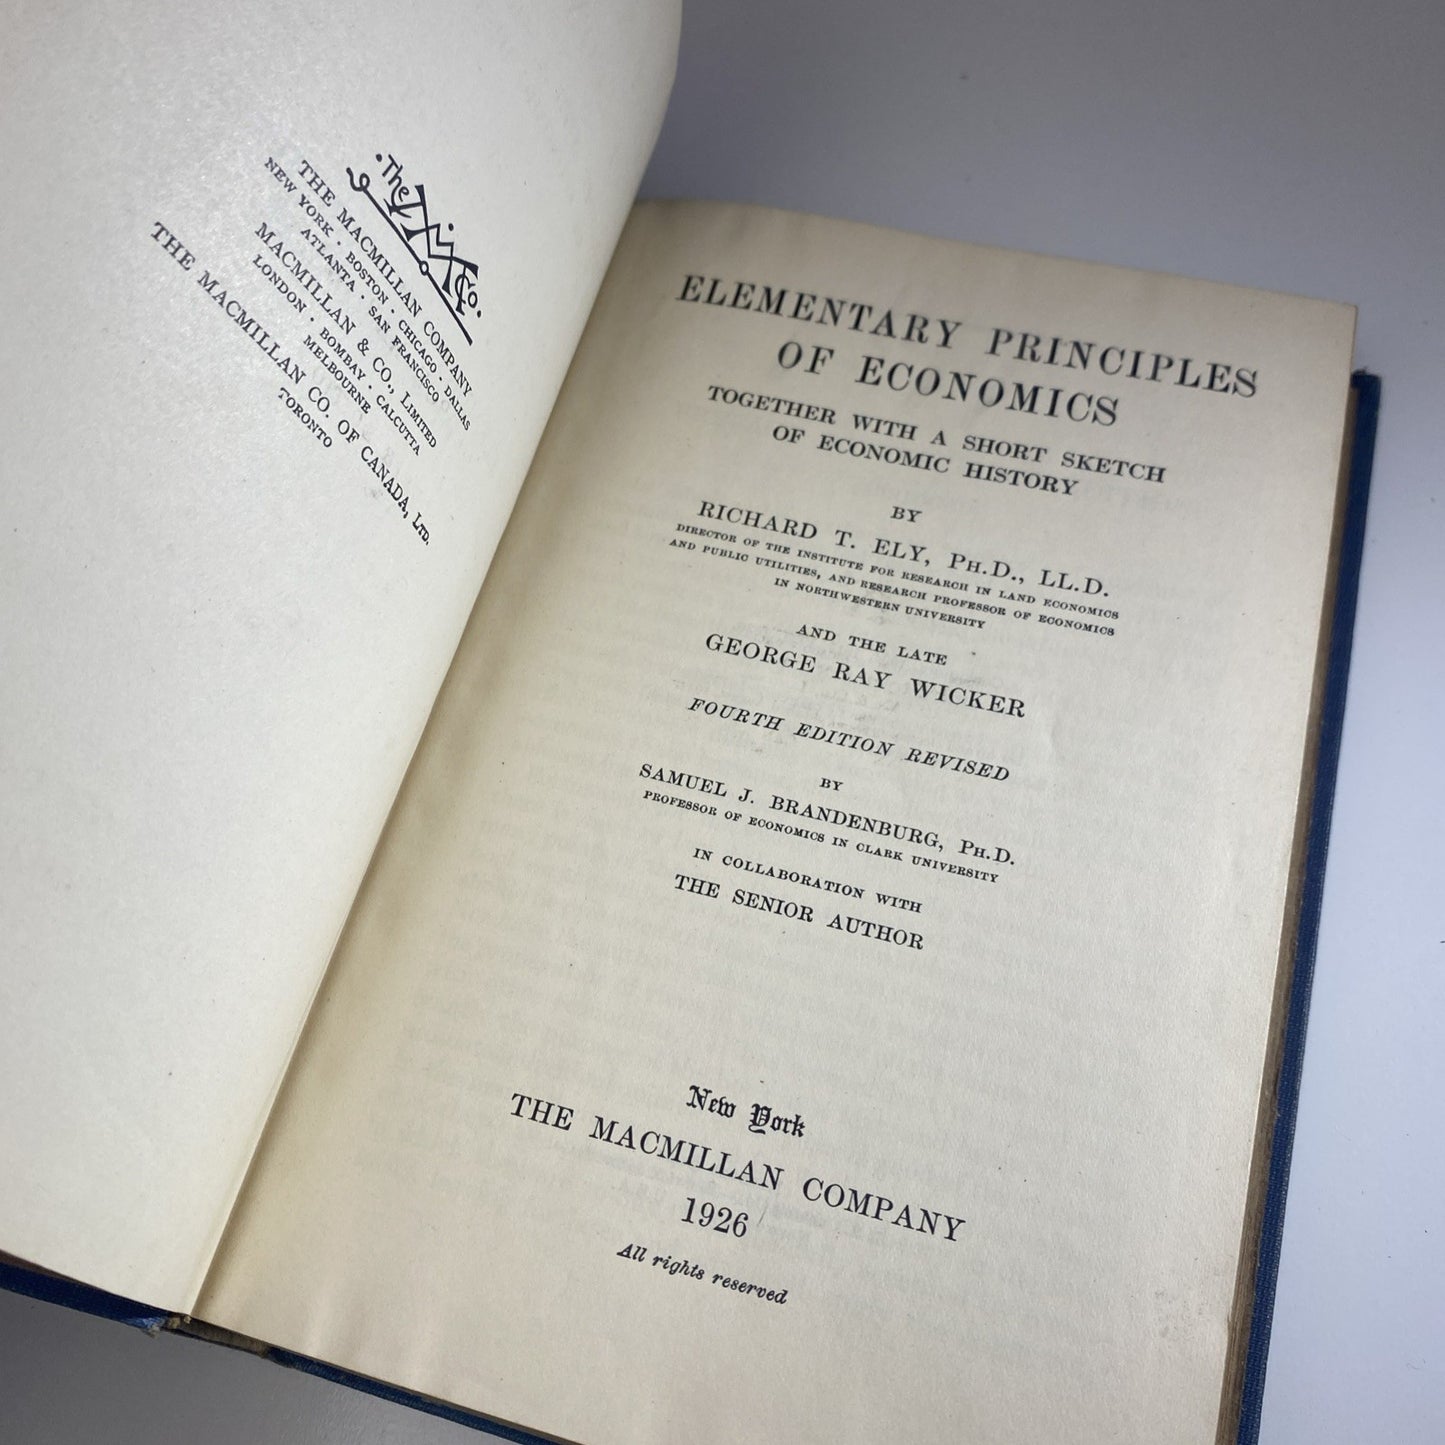 The MM Co.
THE MACMILLAN COMPANY
NEW YORK · BOSTON · CHICAGO · DALLAS
ATLANTA · SAN FRANCISCO
MACMILLAN & CO., LIMITED
LONDON · BOMBAY · CALCUTTA
MELBOURNE
THE MACMILLAN CO. OF CANADA, LTD.
TORONTO
ELEMENTARY PRINCIPLES
OF ECONOMICS
TOGETHER WITH A SHORT SKETCH
OF ECONOMIC HISTORY
BY
RICHARD T. ELY, PH.D., LL.D.
DIRECTOR OF THE INSTITUTE FOR RESEARCH IN LAND ECONOMICS
AND PUBLIC UTILITIES, AND RESEARCH PROFESSOR OF ECONOMICS
IN NORTHWESTERN UNIVERSITY
AND THE LATE
GEORGE RAY WICKER
FOURTH EDITION REVISED
BY
SAMUEL J. BRANDENBURG, PH.D.
PROFESSOR OF ECONOMICS IN CLARK UNIVERSITY
IN COLLABORATION WITH
THE SENIOR AUTHOR
New York
THE MACMILLAN COMPANY
1926
All rights reserved